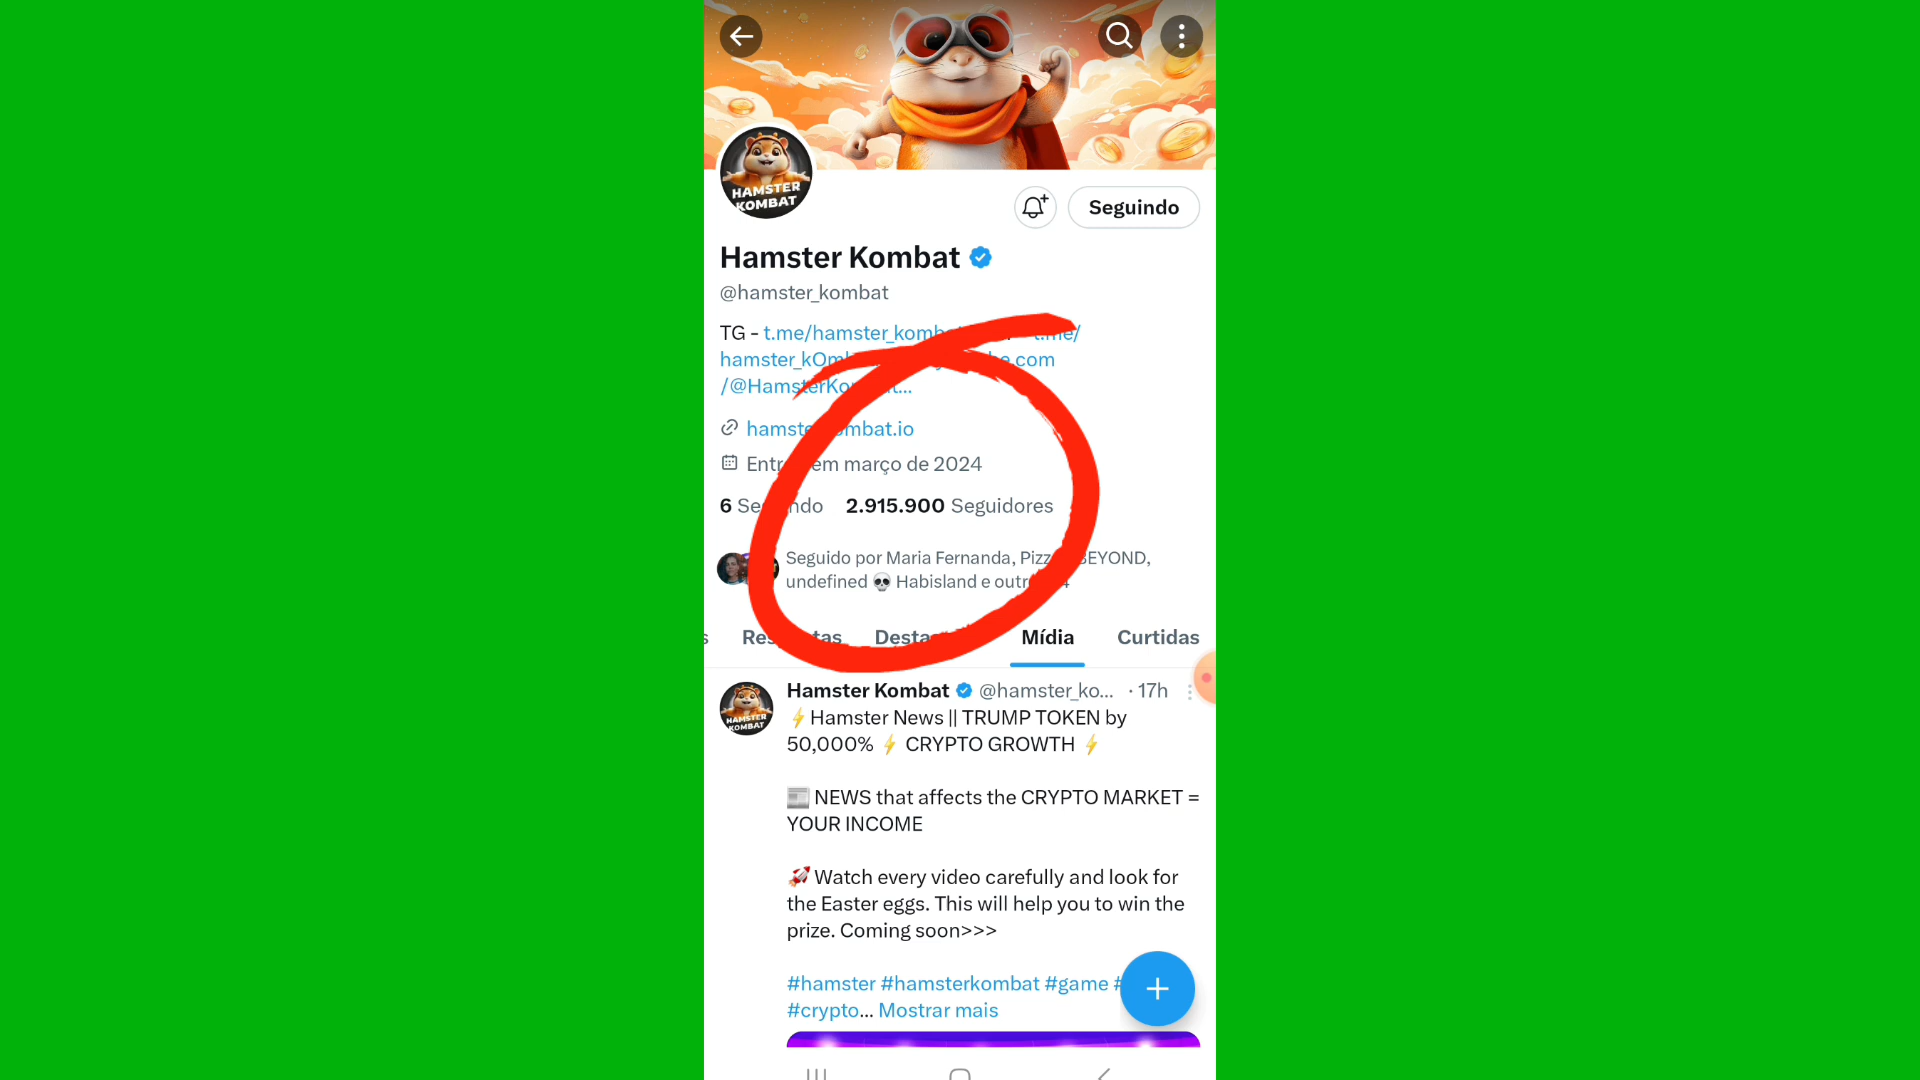 HAMSTER
KOMBAT
Seguindo
Hamster Kombat
@hamster_kombat
TG - t.me/hamster_komb t.me/
hamster_kOm .com
/@HamsterKo t...
hamste ombat.io
Entr em março de 2024
6 Se ndo 2.915.900 Seguidores
Seguido por Maria Fernanda, Pizz BEYOND,
undefined 💀 Habisland e outr 4
s Res tas Desta Mídia Curtidas
HAMSTER
KOMBAT
Hamster Kombat @hamster_ko... · 17h
⚡Hamster News || TRUMP TOKEN by
50,000% ⚡ CRYPTO GROWTH ⚡
📰 NEWS that affects the CRYPTO MARKET =
YOUR INCOME
🚀 Watch every video carefully and look for
the Easter eggs. This will help you to win the
prize. Coming soon>>>
#hamster #hamsterkombat #game #
#crypto... Mostrar mais